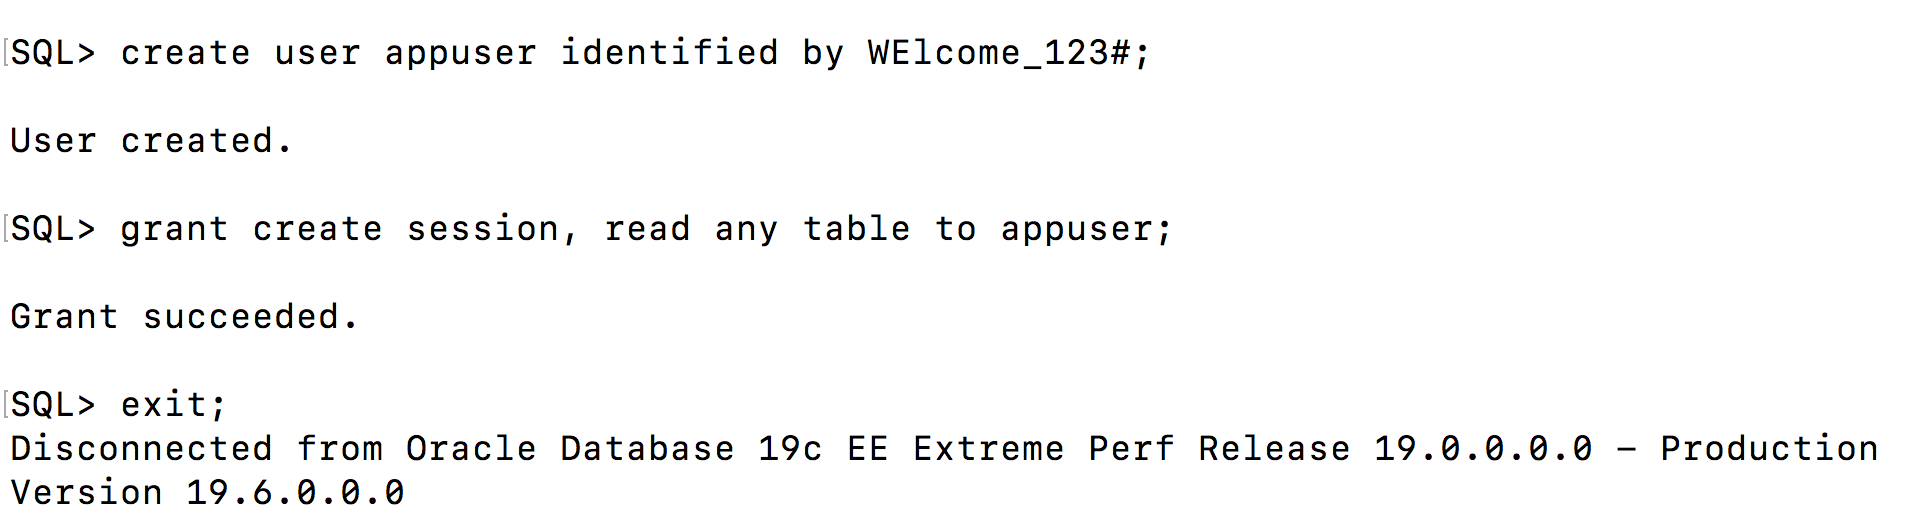 SQL> create user appuser identified by WElcome_123#;
User created.
SQL> grant create session, read any table to appuser;
Grant succeeded.
SQL> exit;
Disconnected from Oracle Database 19c EE Extreme Perf Release 19.0.0.0.0 – Production
Version 19.6.0.0.0